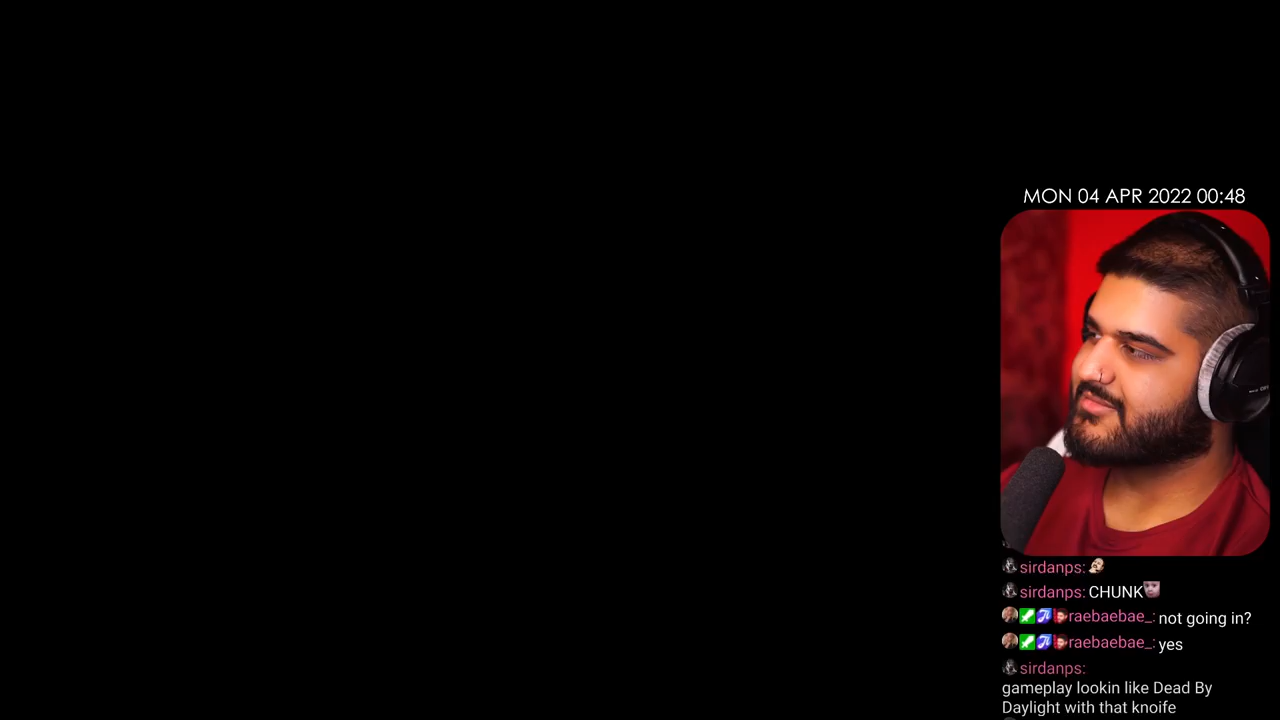 MON 04 APR 2022 00:48
sirdanps:
sirdanps: CHUNK
raebaebae_: not going in?
raebaebae_: yes
sirdanps:
gameplay lookin like Dead By
Daylight with that knoife